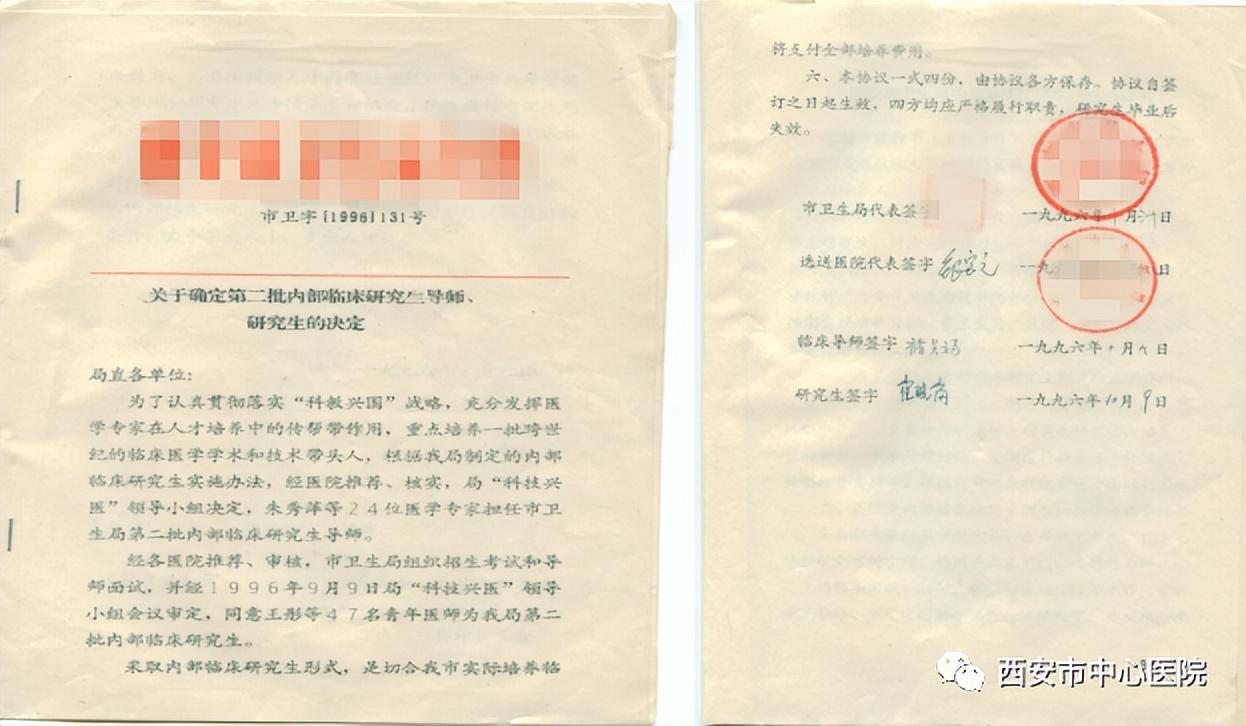 市卫字［1996］131号
关于确定第二批内部临床研究生导师、
研究生的决定
局直各单位：
为了认真贯彻落实“科教兴国”战略，充分发挥医
学专家在人才培养中的传帮带作用，重点培养一批跨世
纪的临床医学学术和技术带头人，根据我局制定的内部
临床研究生实施办法，经医院推荐、核实，局“科技兴
医”领导小组决定，朱秀萍等24位医学专家担任市卫
生局第二批内部临床研究生导师。
经各医院推荐、审核，市卫生局组织招生考试和导
师面试，并经1996年9月9日局“科技兴医”领导
小组会议审定，同意王彤等47名青年医师为我局第二
批内部临床研究生。
采取内部临床研究生形式，是切合我市实际培养临
将支付全部培养费用。
六、本协议一式四份，由协议各方保存。协议自签
订之日起生效，四方均应严格履行职责，研究生毕业后
失效。
市卫生局代表签字 一九九六年 月 日
选送医院代表签字 一九 日
临床导师签字 一九九六年 月 日
研究生签字 一九九六年10月9日
西安市中心医院